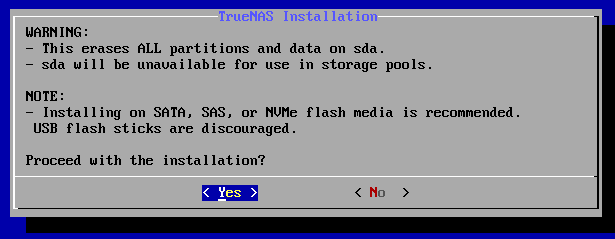 TrueNAS Installation
WARNING:
- This erases ALL partitions and data on sda.
- sda will be unavailable for use in storage pools.
NOTE:
- Installing on SATA, SAS, or NVMe flash media is recommended.
USB flash sticks are discouraged.
Proceed with the installation?
< Yes > < No >